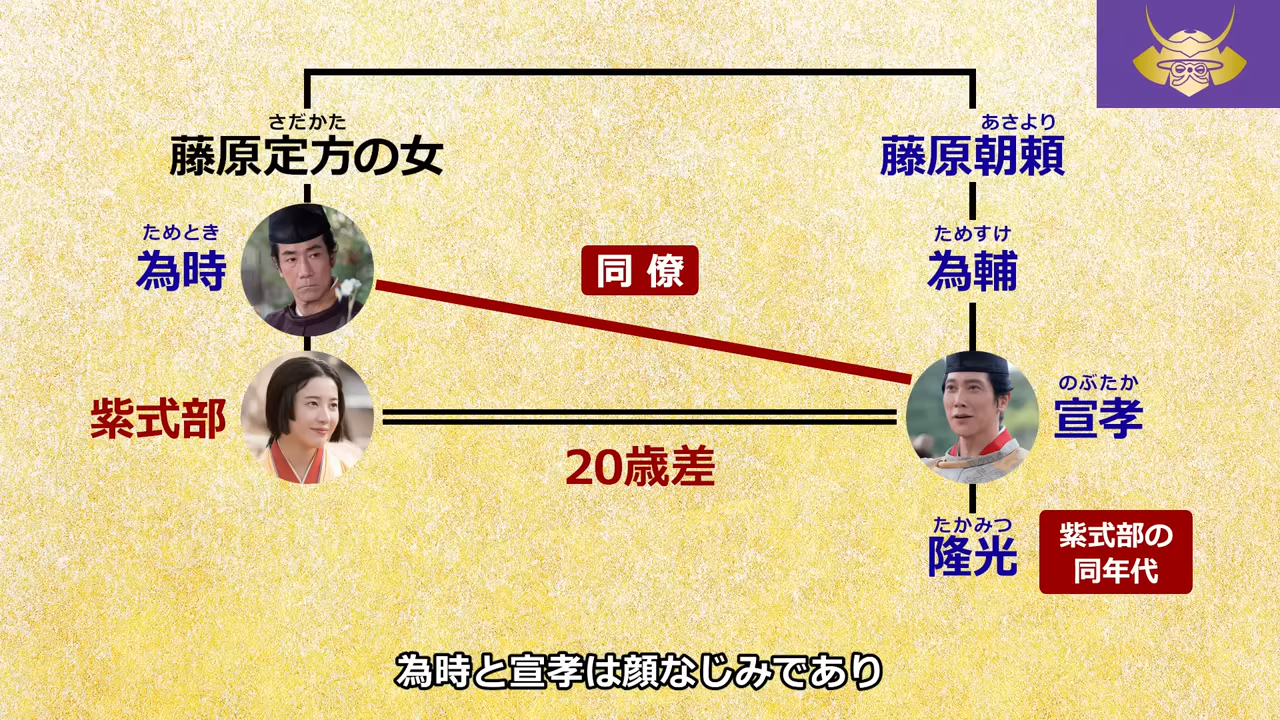 さだかた
藤原定方の女
あさより
藤原朝頼
ためとき
為時
同僚
ためすけ
為輔
紫式部
20歳差
のぶたか
宣孝
たかみつ
隆光
紫式部の
同年代
為時と宣孝は顔なじみであり